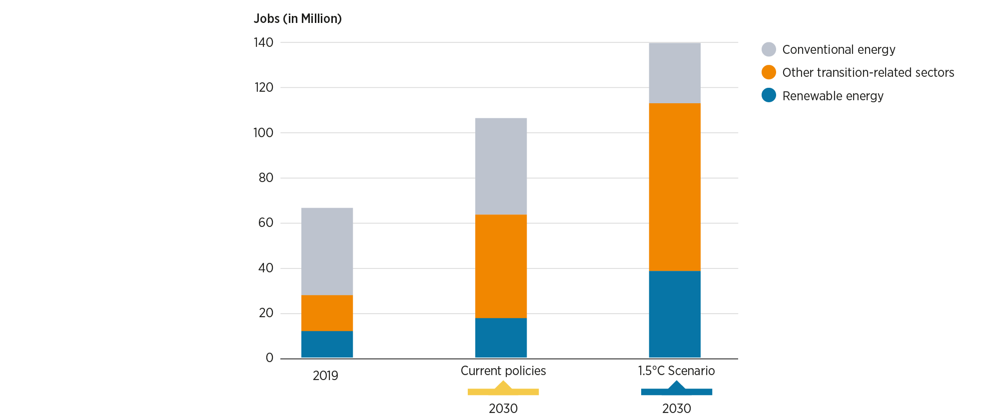 Jobs (in Million)
140
120
100
80
60
40
20
0
2019
Current policies
2030
1.5°C Scenario
2030
Conventional energy
Other transition-related sectors
Renewable energy